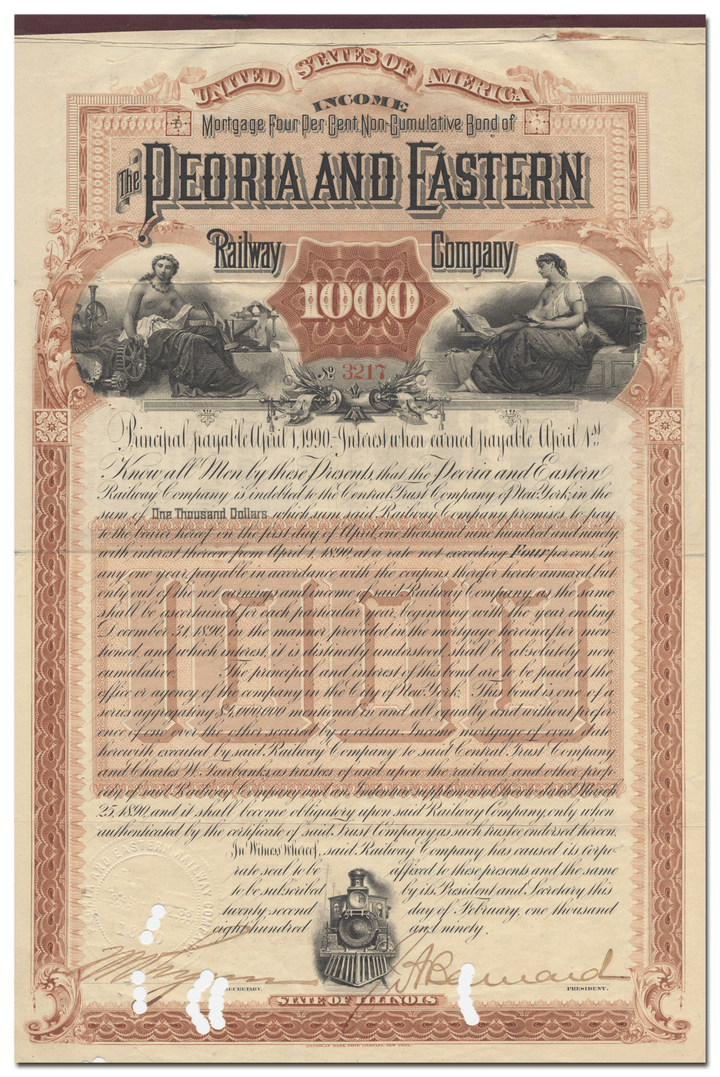 UNITED STATES OF AMERICA
INCOME
Mortgage Four Per Cent. Non-Cumulative Bond of
The PEORIA AND EASTERN
Railway Company
1000
No 3217
Principal payable April 1, 1990. Interest when earned payable April 1st
Know all Men by these Presents, that the Peoria and Eastern
Railway Company is indebted to the Central Trust Company of New York, in the
sum of One Thousand Dollars which sum said Railway Company promises to pay
to the bearer hereof, on the first day of April, one thousand nine hundred and ninety
with interest thereon from April 1, 1890, at a rate not exceeding Four per cent. in
any one year, payable in accordance with the coupons therefor hereto annexed, but
only out of the net earnings and income of said Railway Company, as the same
shall be ascertained for each particular year, beginning with the year ending
December 31, 1890, in the manner provided in the mortgage hereinafter men-
tioned, and which interest, it is distinctly understood, shall be absolutely non
cumulative. The principal and interest of this bond are to be paid at the
office or agency of the company in the City of New York. This bond is one of a
series aggregating $4,000,000 mentioned in and all equally and without prefer-
ence of one over the other secured by a certain Income mortgage of even date
herewith executed by said Railway Company to said Central Trust Company
and Charles W. Fairbanks, as trustees of and upon the railroad and other prop-
erty of said Railway Company and an Indenture supplemental thereto dated March
25, 1890, and it shall become obligatory upon said Railway Company, only when
authenticated by the certificate of said Trust Company as such trustee endorsed hereon.
In Witness Whereof, said Railway Company has caused its corpo-
rate seal to be affixed to these presents and the same
to be subscribed by its President and Secretary this
twenty-second day of February, one thousand
eight hundred and ninety.
SECRETARY.
PRESIDENT.
STATE OF ILLINOIS
AMERICAN BANK NOTE COMPANY, NEW YORK.